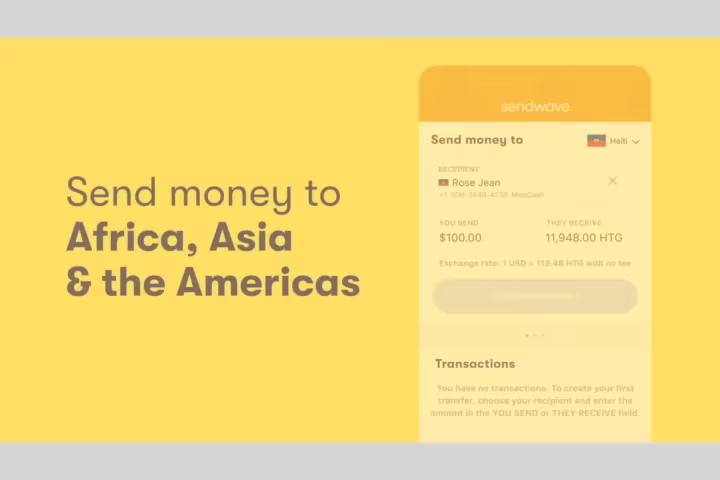 Send money to
Africa, Asia
& the Americas
sendwave
Send money to
Haiti
RECIPIENT
Rose Jean
MonCash
YOU SEND
THEY RECEIVE
$100.00
11,948.00 HTG
Exchange rate: 1 USD = 119.48 HTG with no fee
Transactions
You have no transactions. To create your first
transfer, choose your recipient and enter the
amount in the YOU SEND or THEY RECEIVE field.